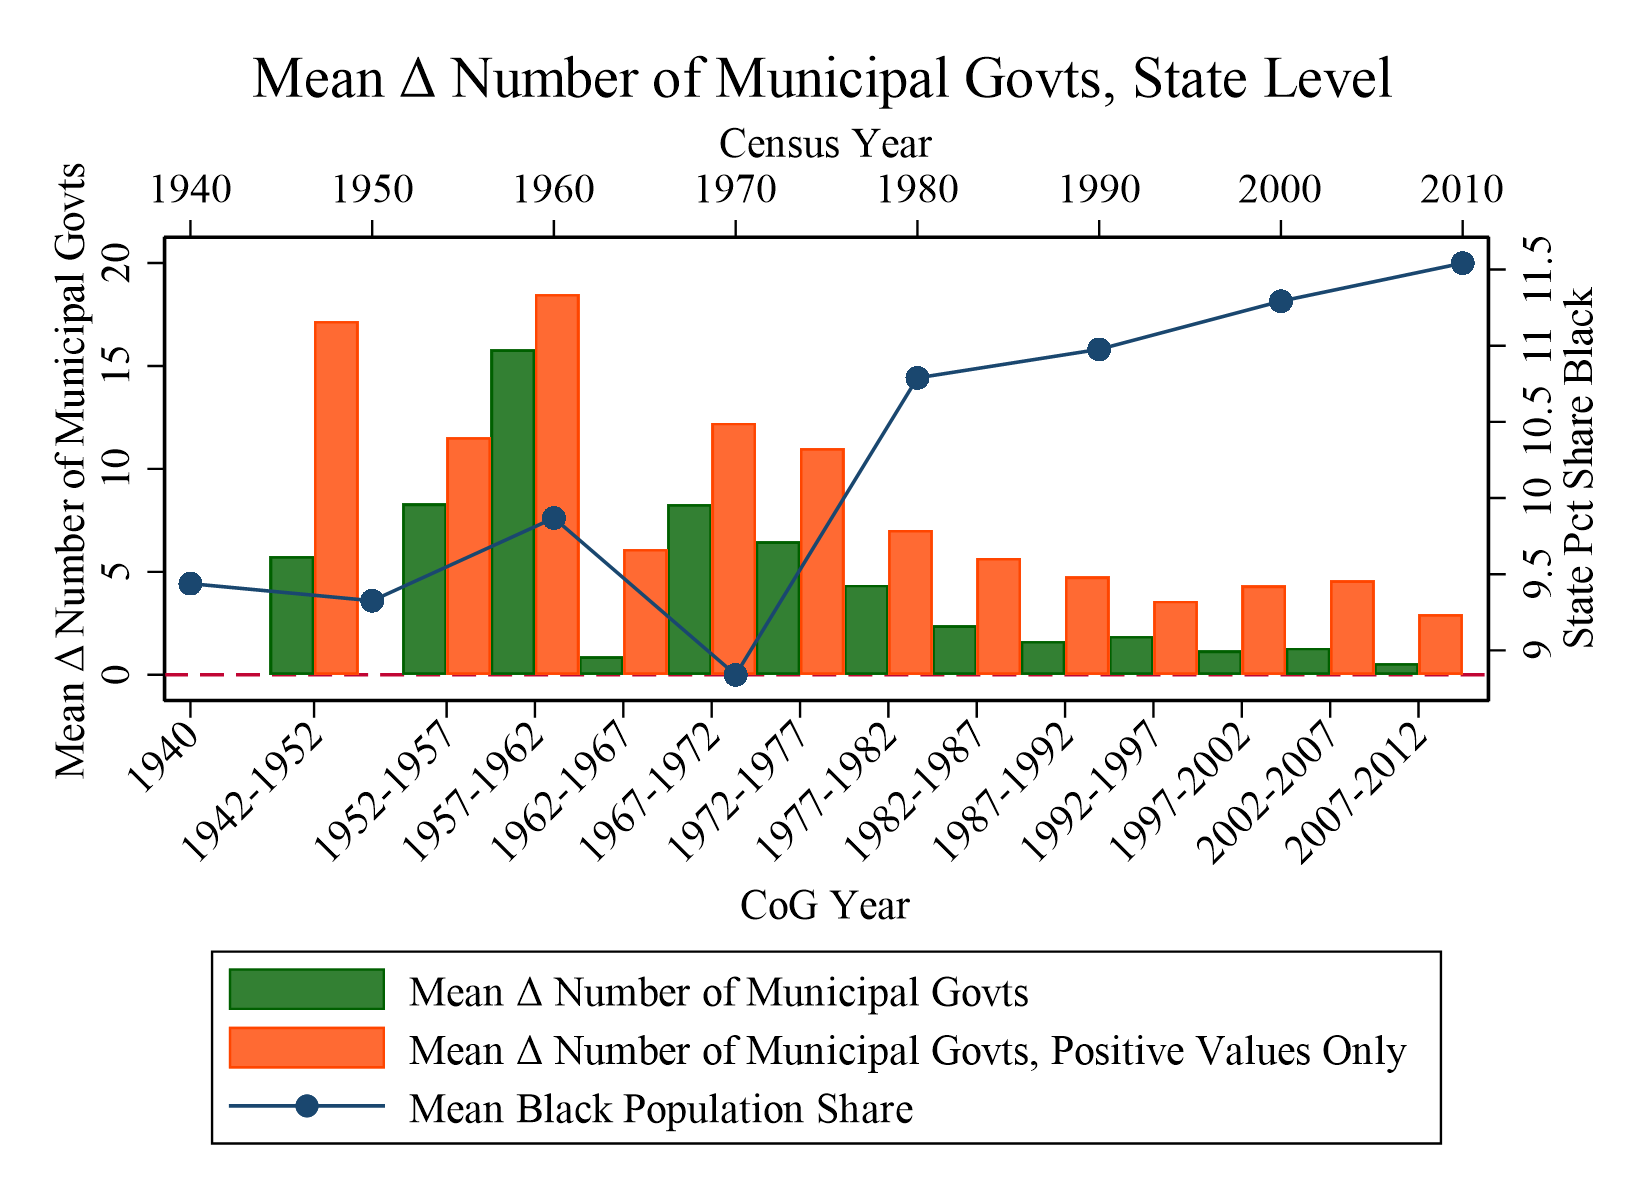 Mean Δ Number of Municipal Govts, State Level
Census Year
1940 1950 1960 1970 1980 1990 2000 2010
Mean Δ Number of Municipal Govts
20
15
10
5
0
11.5
11
10.5
10
9.5
9
State Pct Share Black
1940 1942-1952 1952-1957 1957-1962 1962-1967 1967-1972 1972-1977 1977-1982 1982-1987 1987-1992 1992-1997 1997-2002 2002-2007 2007-2012
CoG Year
Mean Δ Number of Municipal Govts
Mean Δ Number of Municipal Govts, Positive Values Only
Mean Black Population Share